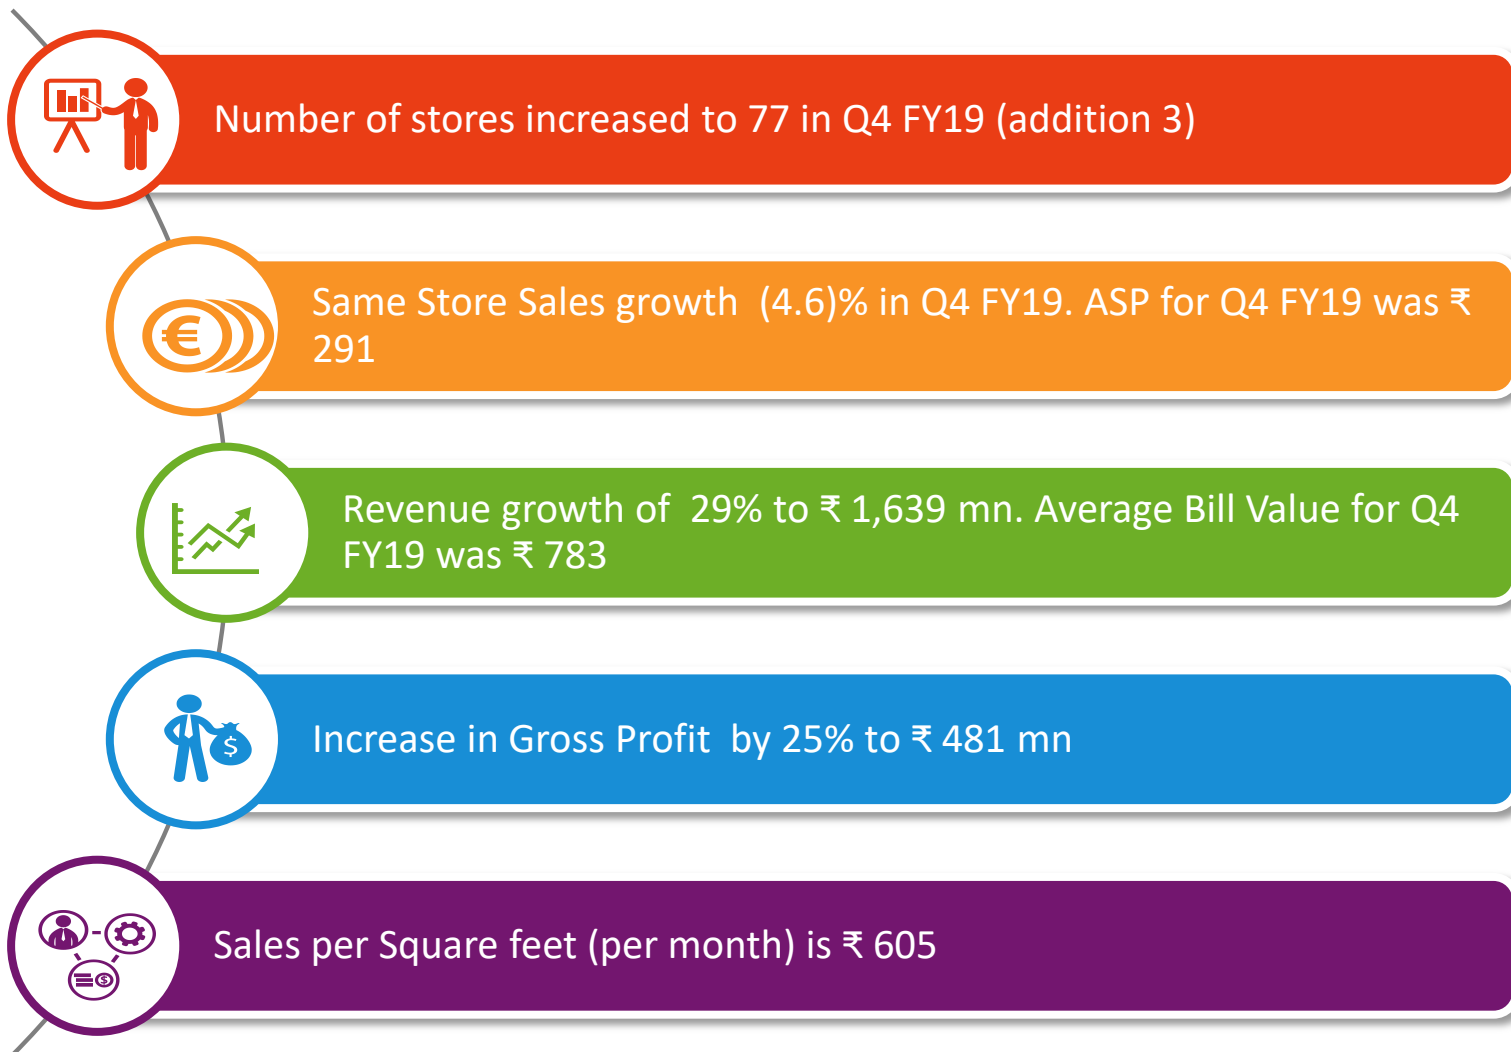 Number of stores increased to 77 in Q4 FY19 (addition 3)
€
Same Store Sales growth  (4.6)% in Q4 FY19. ASP for Q4 FY19 was ₹
291
Revenue growth of  29% to ₹ 1,639 mn. Average Bill Value for Q4
FY19 was ₹ 783
$
Increase in Gross Profit  by 25% to ₹ 481 mn
$
Sales per Square feet (per month) is ₹ 605